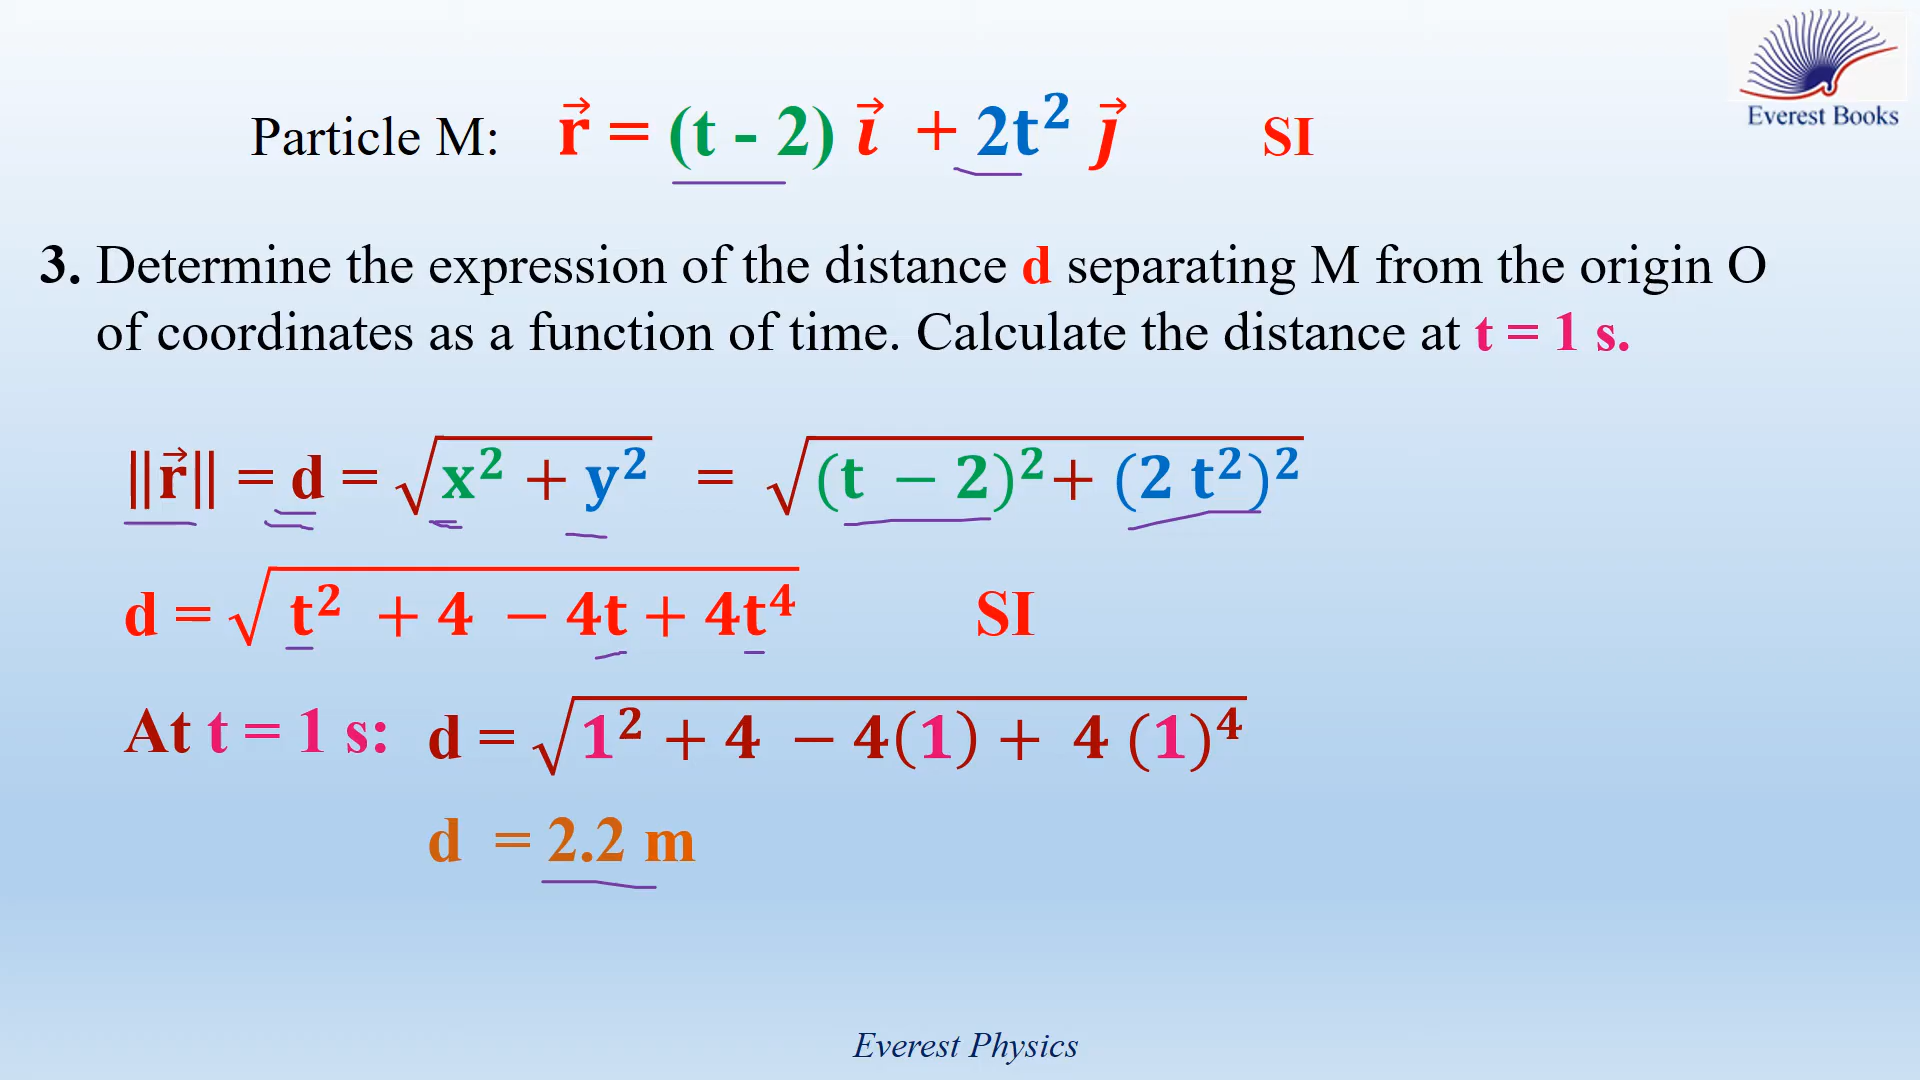 Everest Books
Particle M: r⃗ = (t - 2) i⃗ + 2t² j⃗ SI
3. Determine the expression of the distance d separating M from the origin O
of coordinates as a function of time. Calculate the distance at t = 1 s.
‖r⃗‖ = d = √(x² + y²) = √((t − 2)² + (2 t²)²)
d = √(t² + 4 − 4t + 4t⁴) SI
At t = 1 s: d = √(1² + 4 − 4(1) + 4 (1)⁴)
d = 2.2 m
Everest Physics